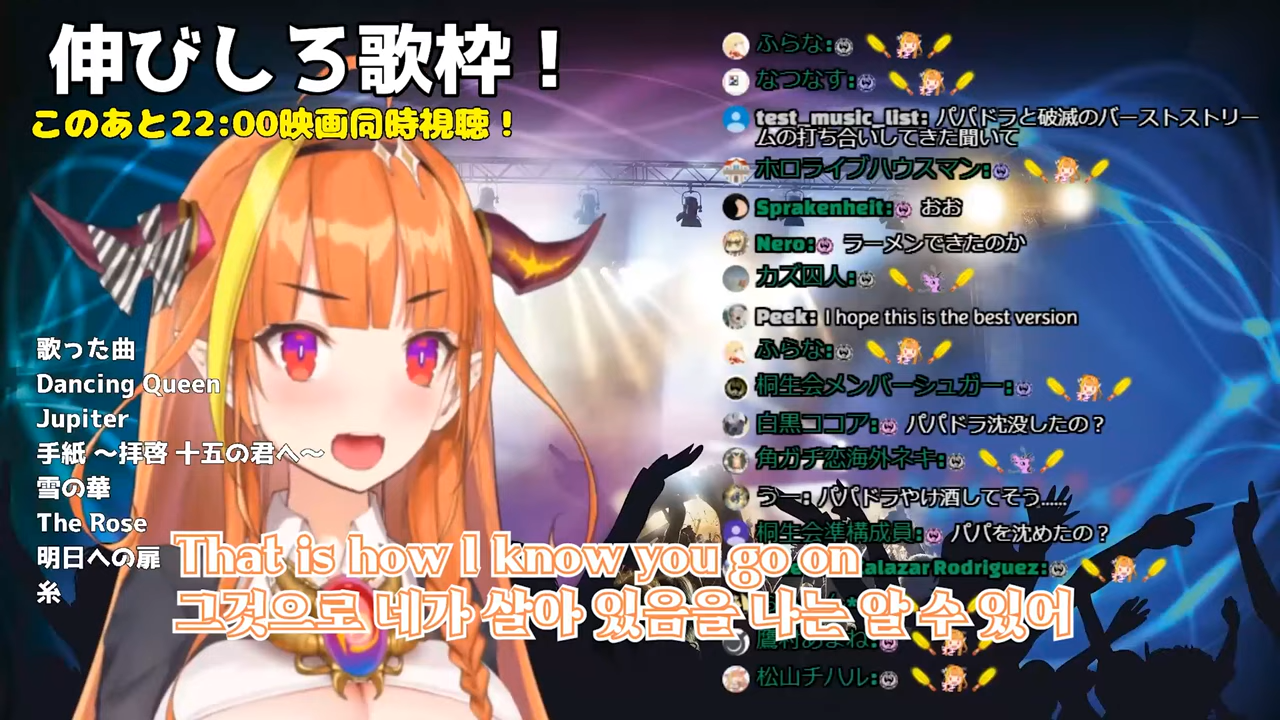 伸びしろ歌枠！
このあと22:00映画同時視聴！
歌った曲
Dancing Queen
Jupiter
手紙 ～拝啓 十五の君へ～
雪の華
The Rose
明日への扉
糸
ふらな:
なつなす:
test_music_list: パパドラと破滅のバーストストリー
ムの打ち合いしてきた聞いて
ホロライブハウスマン:
Sprakenheit: おお
Nero: ラーメンできたのか
カズ囚人:
Peek: I hope this is the best version
ふらな:
桐生会メンバーシュガー:
白黒ココア: パパドラ沈没したの？
角ガチ恋海外ネキ:
うー: パパドラやけ酒してそう......
桐生会準構成員: パパを沈めたの？
alazar Rodriguez:
鷹村あまね:
松山チハル:
That is how I know you go on
그것으로 네가 살아 있음을 나는 알 수 있어